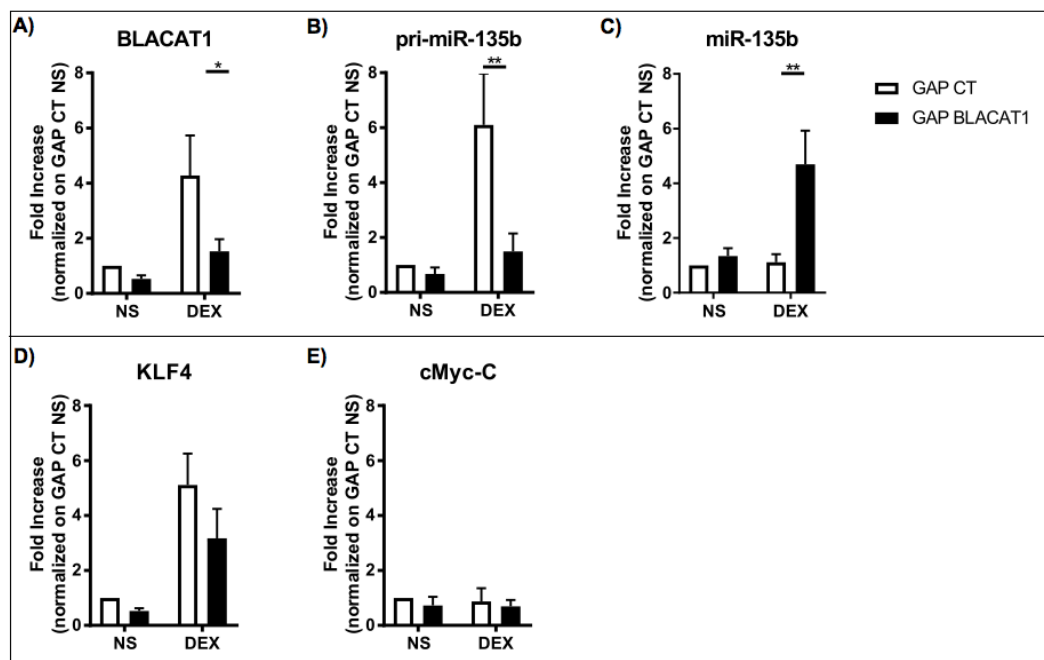 A)
BLACAT1
Fold Increase
(normalized on GAP CT NS)
8
6
4
2
0
*
NS DEX
B)
pri-miR-135b
Fold Increase
(normalized on GAP CT NS)
8
6
4
2
0
**
NS DEX
C)
miR-135b
Fold Increase
(normalized on GAP CT NS)
8
6
4
2
0
**
NS DEX
GAP CT
GAP BLACAT1
D)
KLF4
Fold Increase
(normalized on GAP CT NS)
8
6
4
2
0
NS DEX
E)
cMyc-C
Fold Increase
(normalized on GAP CT NS)
8
6
4
2
0
NS DEX